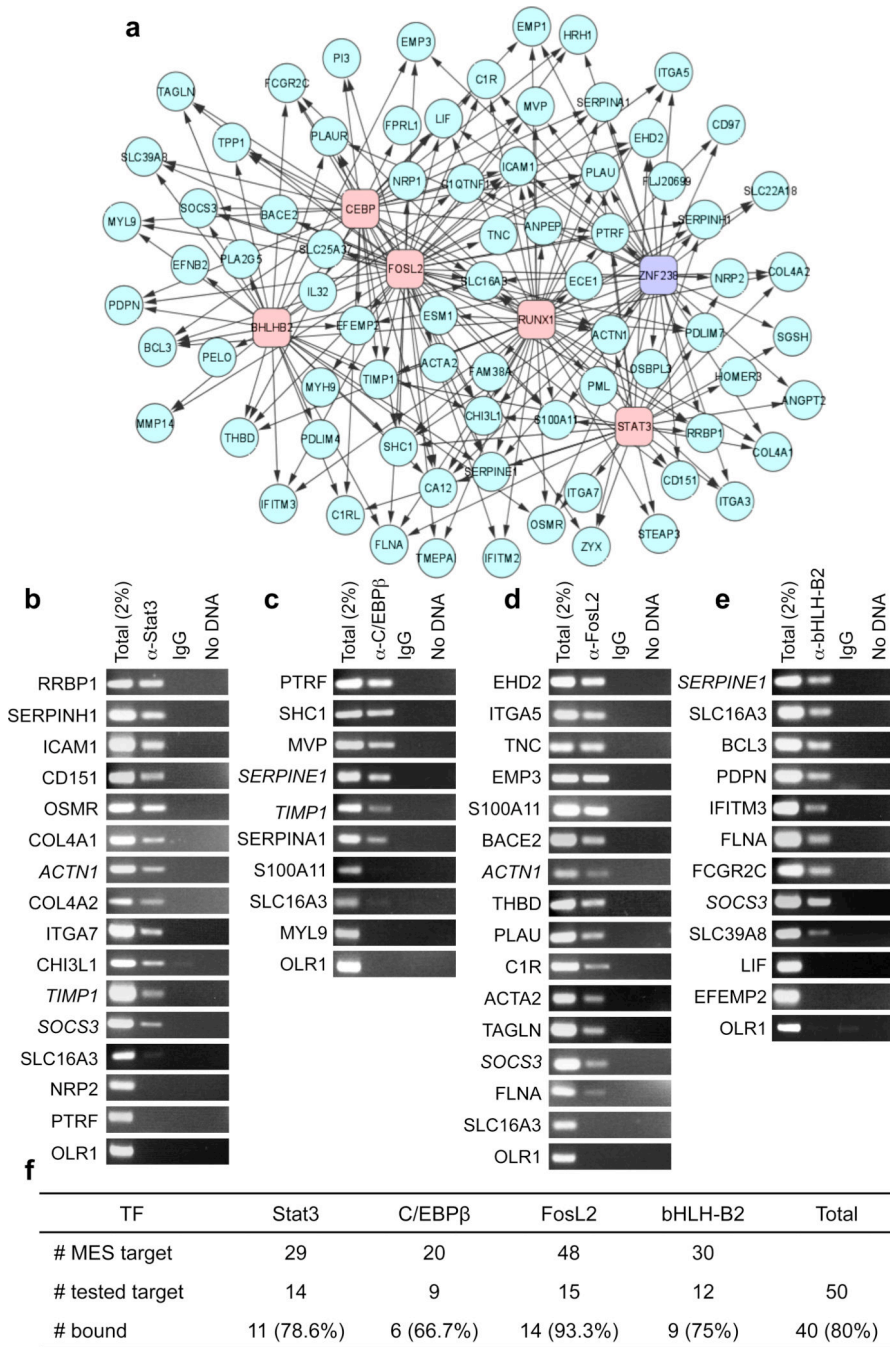 a
EMP1
HRH1
EMP3
PI3
C1R
ITGA5
FCGR2C
TAGLN
MVP
SERPINA1
FPRL1
LIF
CD97
PLAUR
TPP1
EHD2
SLC39A8
ICAM1
PLAU
FLJ20699
NRP1
C1QTNF1
SLC22A18
CEBP
SOCS3
BACE2
MYL9
SERPINH1
ANPEP
PTRF
TNC
SLC25A37
PLA2G5
EFNB2
FOSL2
ZNF238
NRP2
COL4A2
SLC16A3
ECE1
IL32
PDPN
ESM1
RUNX1
BHLHB2
EFEMP2
ACTN1
PDLIM7
SGSH
BCL3
PELO
ACTA2
FAM38A
OSBPL3
HOMER3
TIMP1
MYH9
PML
ANGPT2
MMP14
CHI3L1
S100A11
STAT3
THBD
PDLIM4
SHC1
RRBP1
COL4A1
SERPINE1
CD151
CA12
ITGA7
ITGA3
IFITM3
C1RL
OSMR
STEAP3
FLNA
TMEPAI
IFITM2
ZYX
b
Total (2%)
α-Stat3
IgG
No DNA
RRBP1
SERPINH1
ICAM1
CD151
OSMR
COL4A1
ACTN1
COL4A2
ITGA7
CHI3L1
TIMP1
SOCS3
SLC16A3
NRP2
PTRF
OLR1
c
Total (2%)
α-C/EBPβ
IgG
No DNA
PTRF
SHC1
MVP
SERPINE1
TIMP1
SERPINA1
S100A11
SLC16A3
MYL9
OLR1
d
Total (2%)
α-FosL2
IgG
No DNA
EHD2
ITGA5
TNC
EMP3
S100A11
BACE2
ACTN1
THBD
PLAU
C1R
ACTA2
TAGLN
SOCS3
FLNA
SLC16A3
OLR1
e
Total (2%)
α-bHLH-B2
IgG
No DNA
SERPINE1
SLC16A3
BCL3
PDPN
IFITM3
FLNA
FCGR2C
SOCS3
SLC39A8
LIF
EFEMP2
OLR1
f
TF Stat3 C/EBPβ FosL2 bHLH-B2 Total
# MES target 29 20 48 30
# tested target 14 9 15 12 50
# bound 11 (78.6%) 6 (66.7%) 14 (93.3%) 9 (75%) 40 (80%)